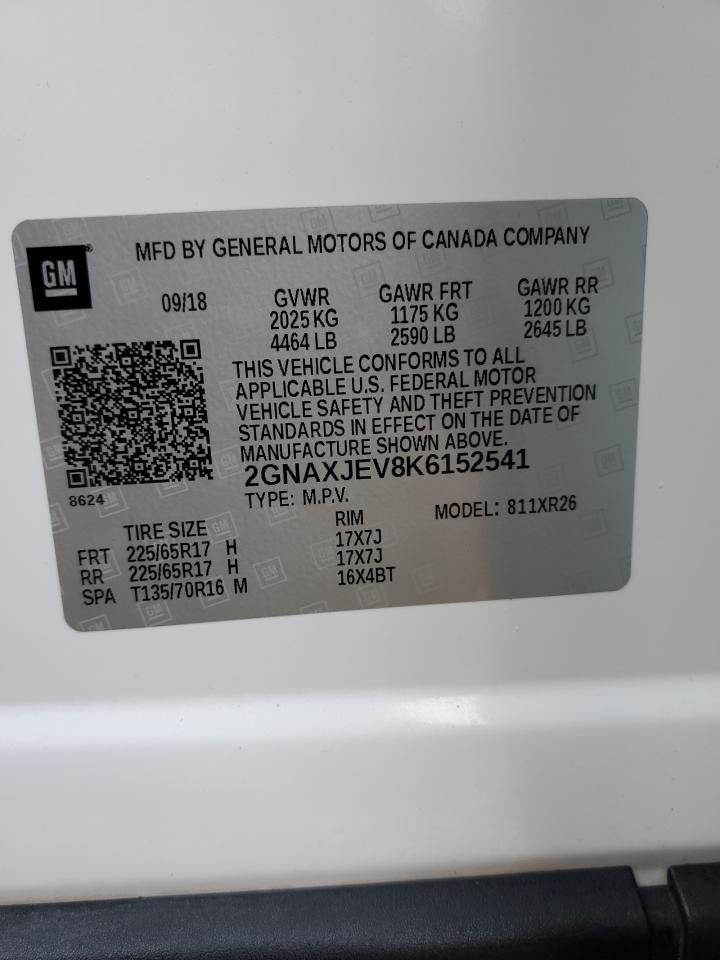 MFD BY GENERAL MOTORS OF CANADA COMPANY
GM®
09/18 GVWR GAWR FRT GAWR RR
2025 KG 1175 KG 1200 KG
4464 LB 2590 LB 2645 LB
THIS VEHICLE CONFORMS TO ALL
APPLICABLE U.S. FEDERAL MOTOR
VEHICLE SAFETY AND THEFT PREVENTION
STANDARDS IN EFFECT ON THE DATE OF
MANUFACTURE SHOWN ABOVE.
2GNAXJEV8K6152541
8624
TYPE: M.P.V. MODEL: 811XR26
TIRE SIZE RIM
FRT 225/65R17 H 17X7J
RR 225/65R17 H 17X7J
SPA T135/70R16 M 16X4BT